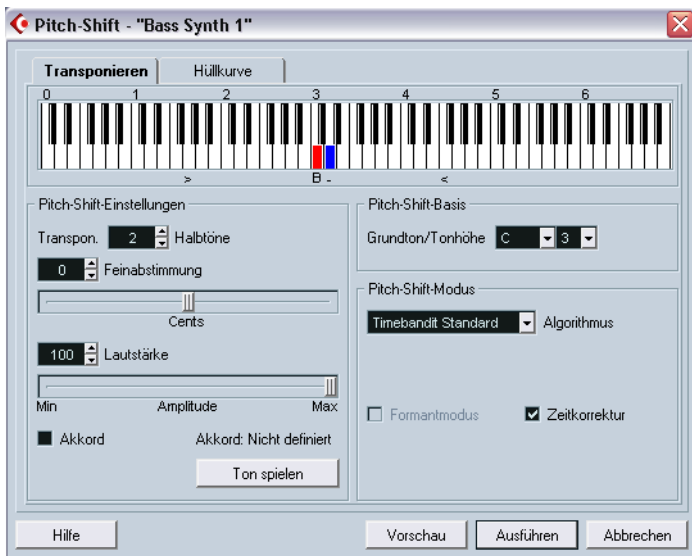 Pitch-Shift - "Bass Synth 1"
Transponieren Hüllkurve
0 1 2 3 4 5 6
> B - <
Pitch-Shift-Einstellungen
Transpon. 2 Halbtöne
0 Feinabstimmung
Cents
100 Lautstärke
Min Amplitude Max
Akkord Akkord: Nicht definiert
Ton spielen
Pitch-Shift-Basis
Grundton/Tonhöhe C 3
Pitch-Shift-Modus
Timebandit Standard Algorithmus
Formantmodus Zeitkorrektur
Hilfe Vorschau Ausführen Abbrechen